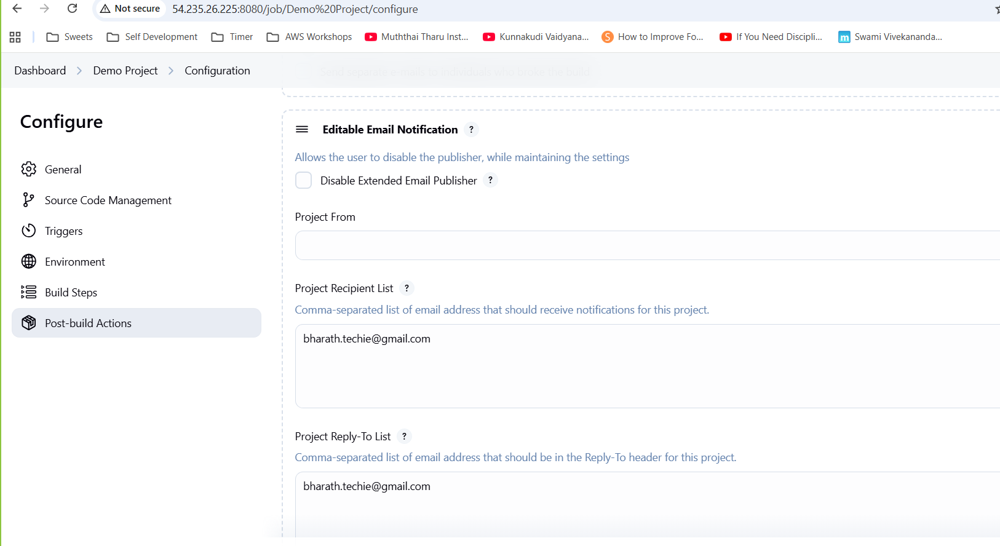 Not secure 54.235.26.225:8080/job/Demo%20Project/configure
Sweets Self Development Timer AWS Workshops Muththai Tharu Inst... Kunnakudi Vaidyana... How to Improve Fo... If You Need Discipli... Swami Vivekananda...
Dashboard Demo Project Configuration
Send separate e-mails to individuals who broke the build
Configure
General
Source Code Management
Triggers
Environment
Build Steps
Post-build Actions
Editable Email Notification ?
Allows the user to disable the publisher, while maintaining the settings
Disable Extended Email Publisher ?
Project From
Project Recipient List ?
Comma-separated list of email address that should receive notifications for this project.
bharath.techie@gmail.com
Project Reply-To List ?
Comma-separated list of email address that should be in the Reply-To header for this project.
bharath.techie@gmail.com